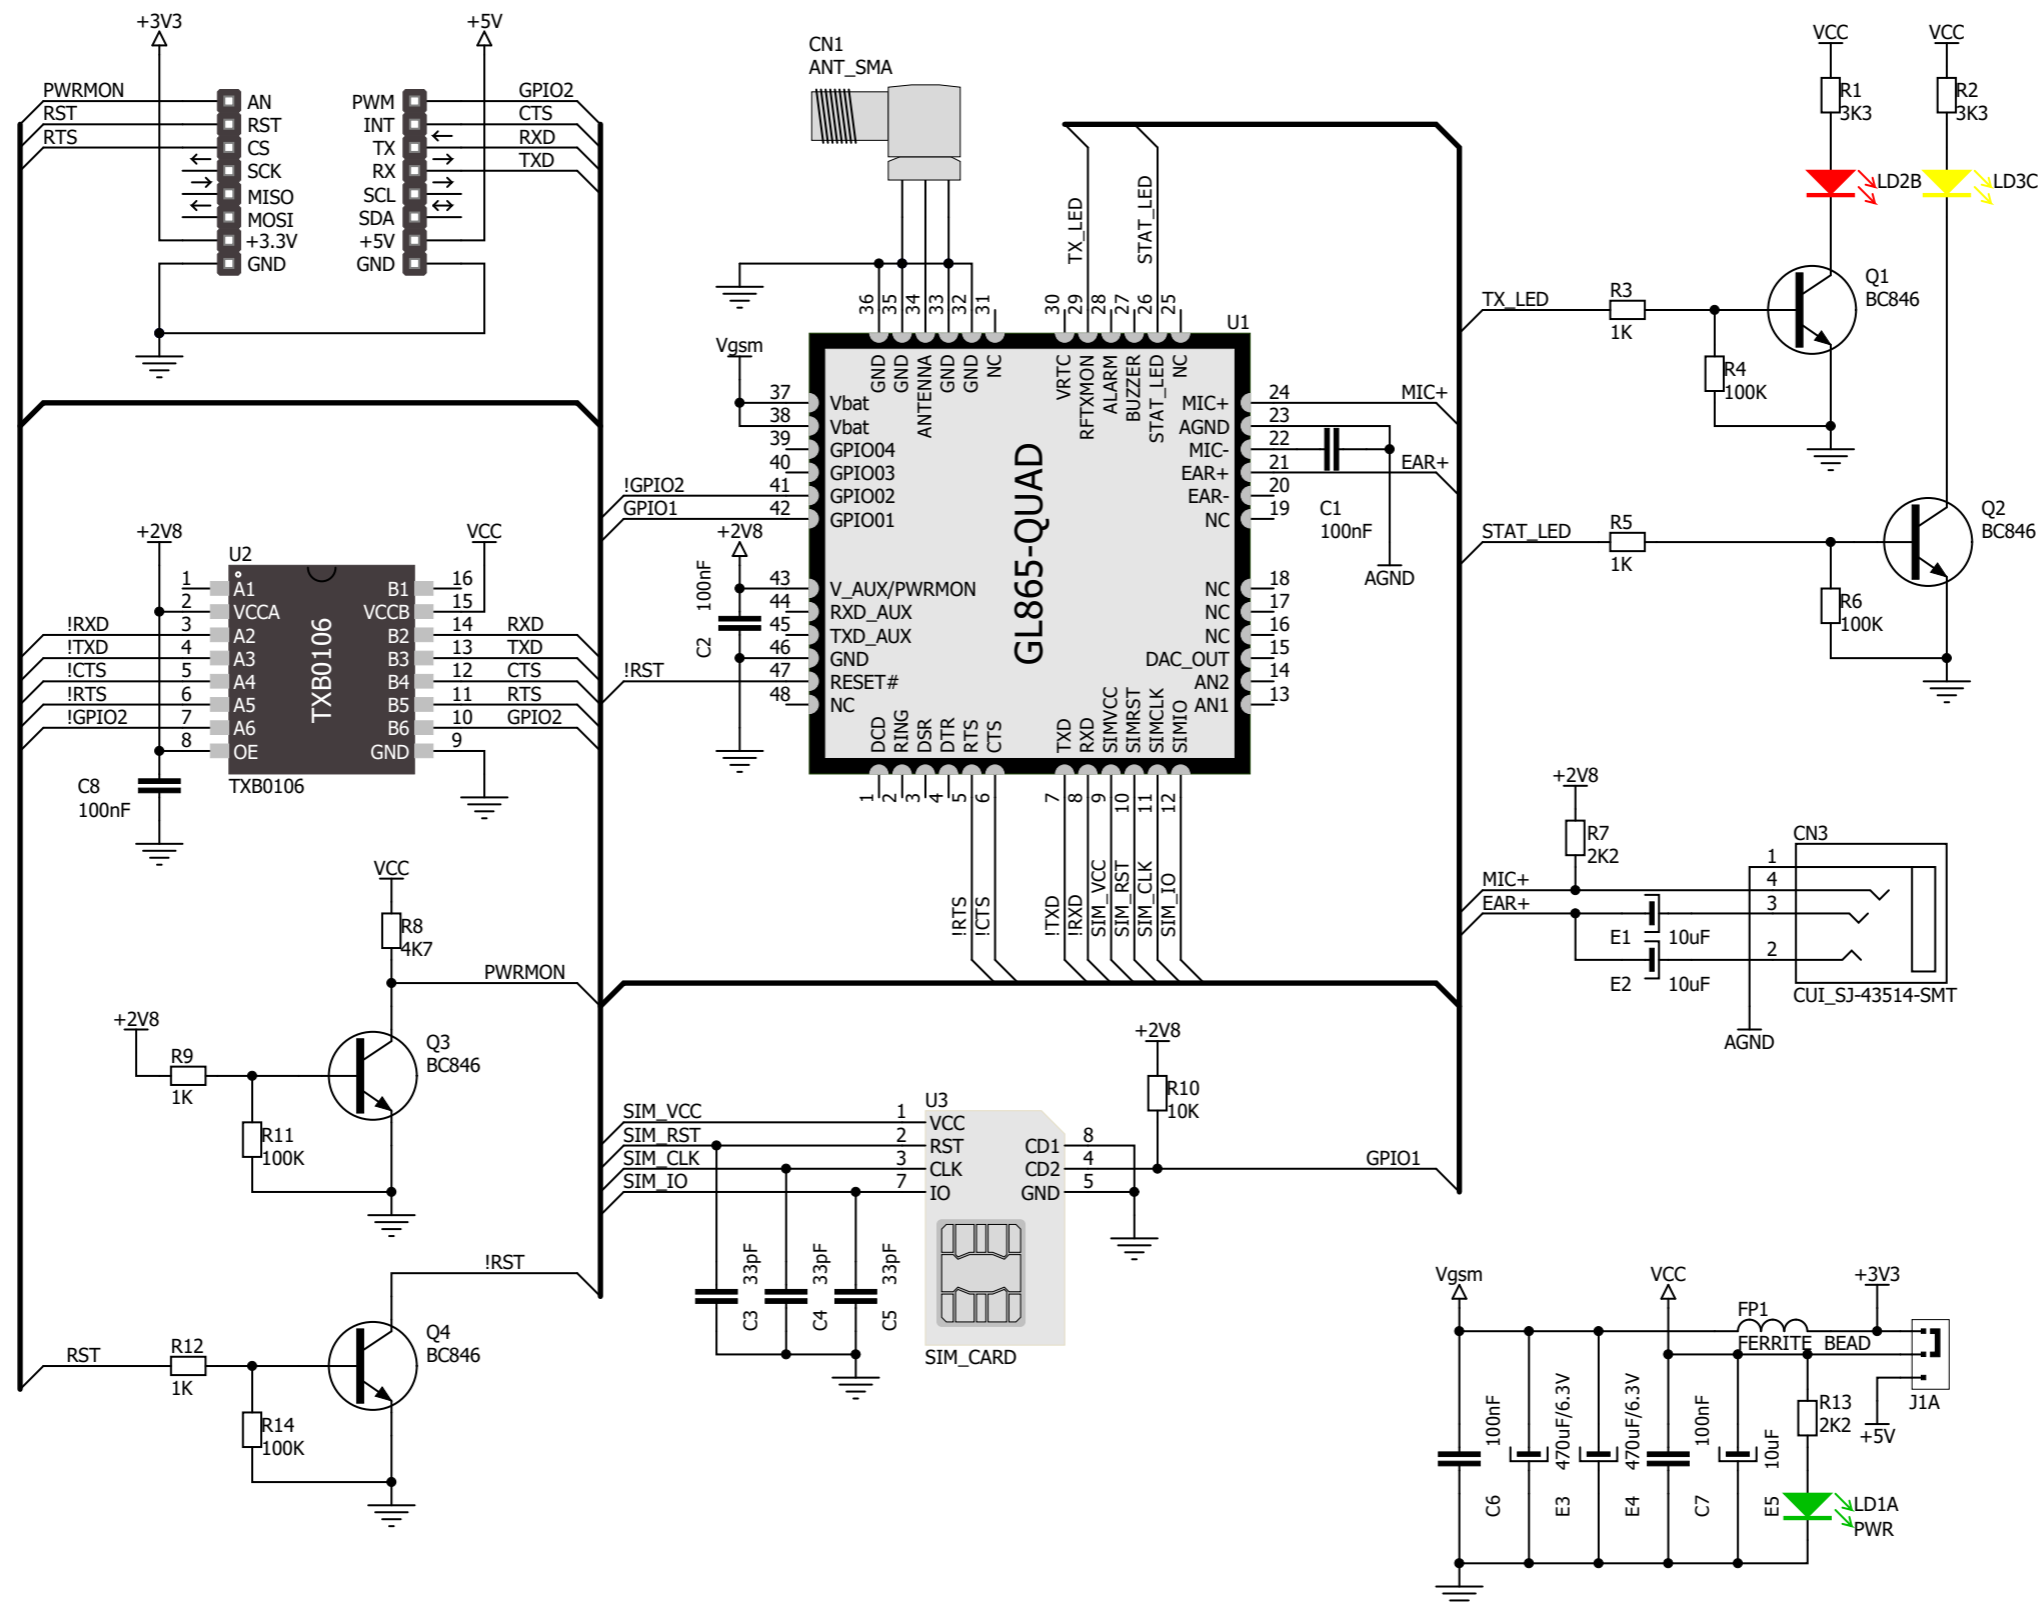 +3V3
+5V
PWRMON
RST
RTS
AN
RST
CS
SCK
MISO
MOSI
+3.3V
GND
PWM
INT
TX
RX
SCL
SDA
+5V
GND
GPIO2
CTS
RXD
TXD
CN1
ANT_SMA
TX_LED
STAT_LED
VCC
R1
3K3
LD2B
VCC
R2
3K3
LD3C
TX_LED
R3
1K
R4
100K
Q1
BC846
STAT_LED
R5
1K
R6
100K
Q2
BC846
U1
GL865-QUAD
36 35 34 33 32 31 30 29 28 27 26 25
GND GND ANTENNA GND GND NC VRTC RFTXMON ALARM BUZZER STAT_LED NC
Vgsm
37 Vbat
38 Vbat
39 GPIO04
40 GPIO03
!GPIO2 41 GPIO02
GPIO1 42 GPIO01
+2V8
100nF
C2
43 V_AUX/PWRMON
44 RXD_AUX
45 TXD_AUX
46 GND
!RST 47 RESET#
48 NC
MIC+ 24 MIC+
AGND 23
MIC- 22
EAR+ 21 EAR+
EAR- 20
NC 19
C1
100nF
AGND
NC 18
NC 17
NC 16
DAC_OUT 15
AN2 14
AN1 13
DCD RING DSR DTR RTS CTS TXD RXD SIMVCC SIMRST SIMCLK SIMIO
1 2 3 4 5 6 7 8 9 10 11 12
!RTS !CTS !TXD !RXD SIM_VCC SIM_RST SIM_CLK SIM_IO
+2V8
VCC
U2
TXB0106
1 A1
2 VCCA
!RXD 3 A2
!TXD 4 A3
!CTS 5 A4
!RTS 6 A5
!GPIO2 7 A6
8 OE
B1 16
VCCB 15
B2 14 RXD
B3 13 TXD
B4 12 CTS
B5 11 RTS
B6 10 GPIO2
GND 9
TXB0106
C8
100nF
VCC
R8
4K7
PWRMON
+2V8
R9
1K
R11
100K
Q3
BC846
!RST
RST
R12
1K
R14
100K
Q4
BC846
SIM_VCC
SIM_RST
SIM_CLK
SIM_IO
U3
1 VCC
2 RST
3 CLK
7 IO
CD1 8
CD2 4
GND 5
SIM_CARD
33pF
C3
33pF
C4
33pF
C5
+2V8
R10
10K
GPIO1
+2V8
R7
2K2
MIC+
EAR+
E1
10uF
E2
10uF
CN3
1
4
3
2
CUI_SJ-43514-SMT
AGND
Vgsm
VCC
+3V3
FP1
FERRITE BEAD
J1A
+5V
R13
2K2
100nF
C6
470uF/6.3V
E3
470uF/6.3V
E4
100nF
C7
10uF
E5
LD1A
PWR